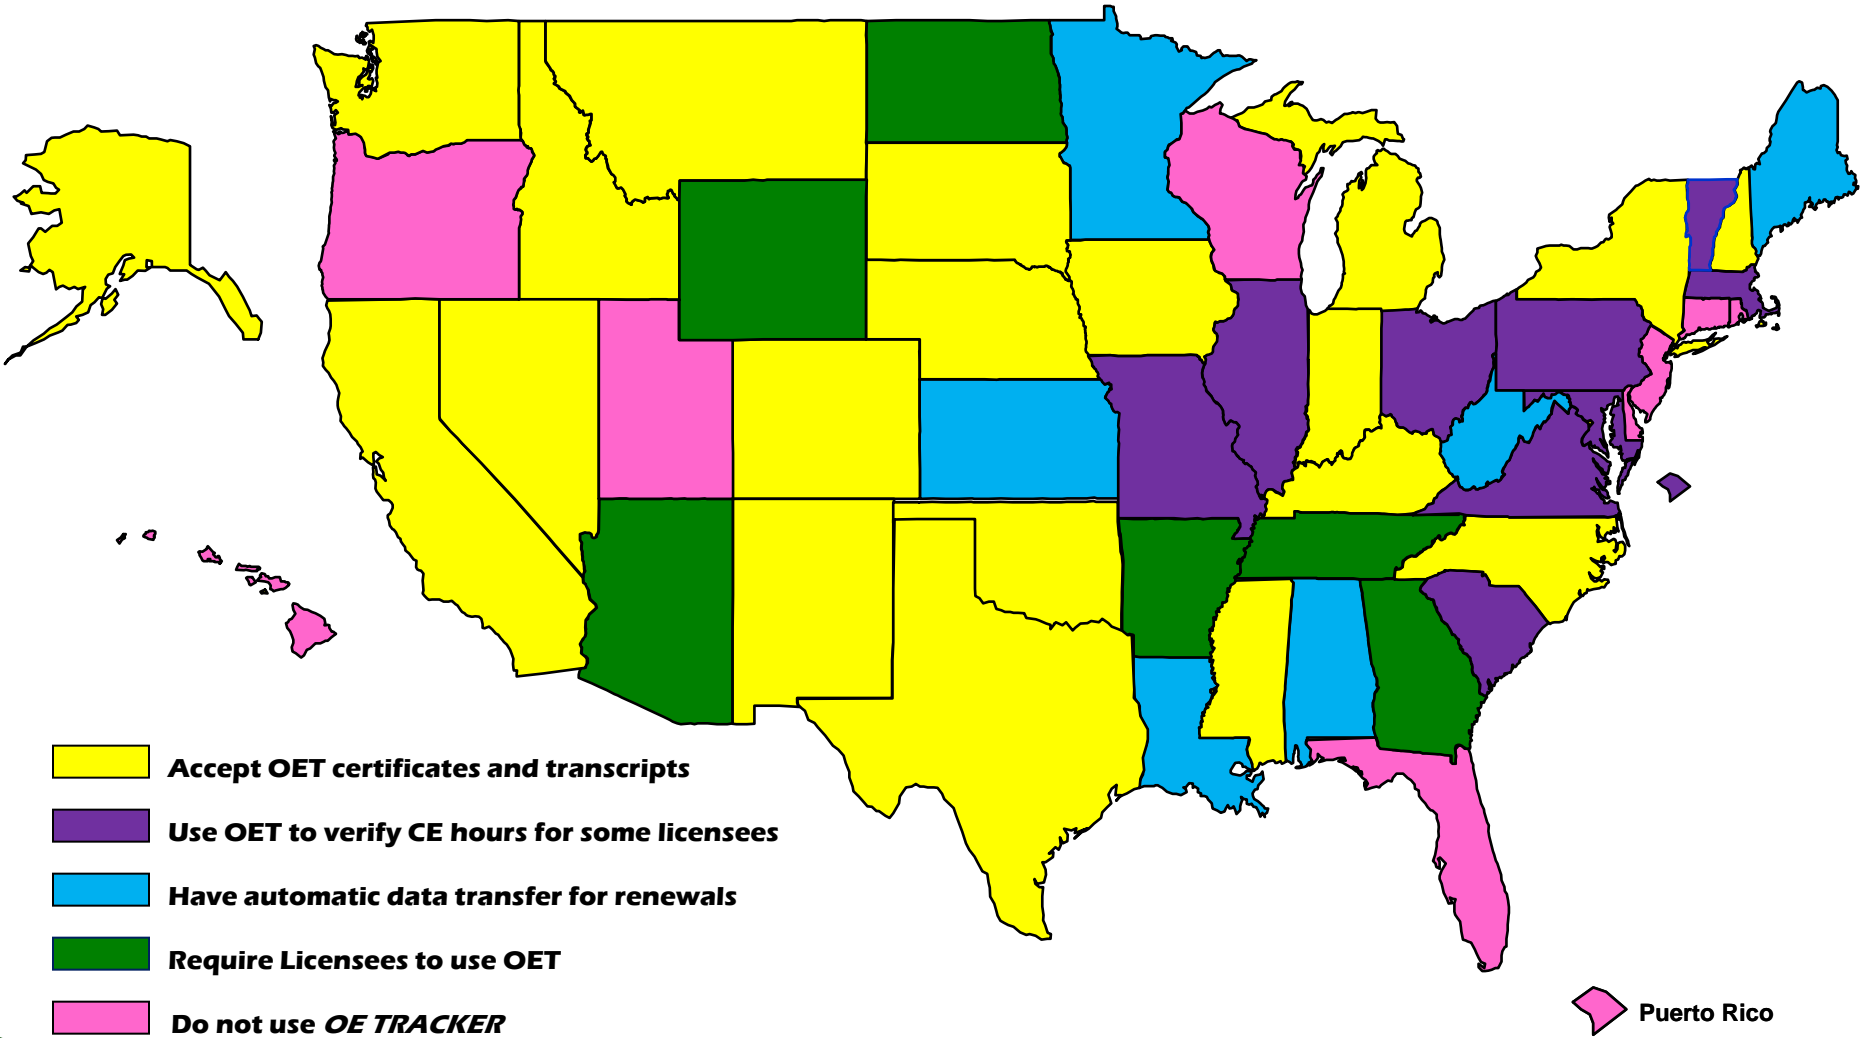 Accept OET certificates and transcripts
Use OET to verify CE hours for some licensees
Have automatic data transfer for renewals
Require Licensees to use OET
Do not use OE TRACKER
Puerto Rico